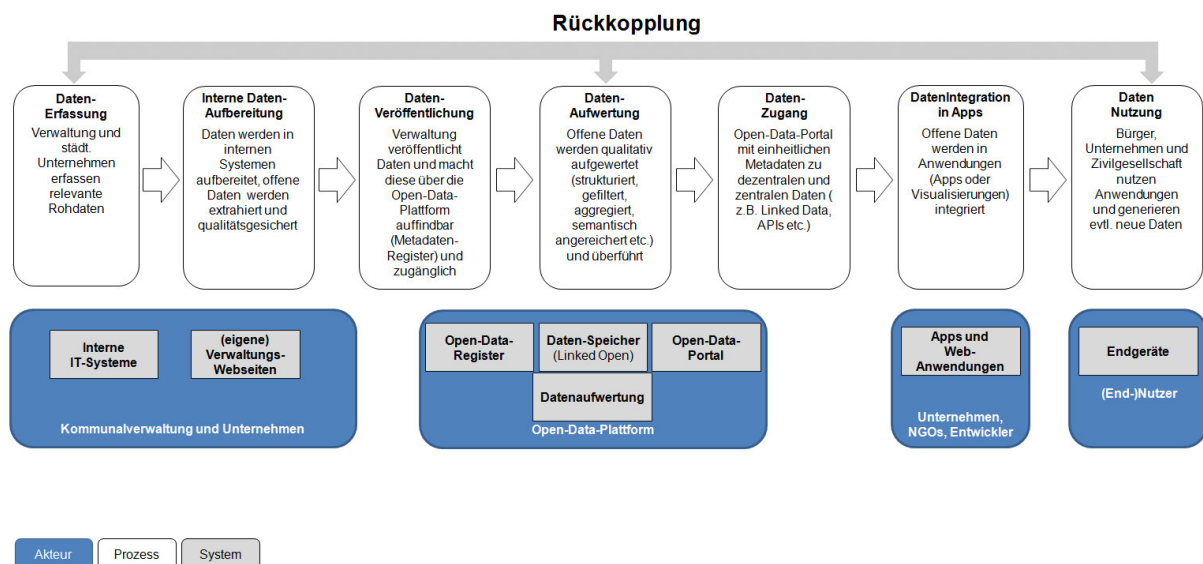 Rückkopplung
Daten-
Erfassung
Verwaltung und
städt.
Unternehmen
erfassen
relevante
Rohdaten
Interne Daten-
Aufbereitung
Daten werden in
internen
Systemen
aufbereitet, offene
Daten werden
extrahiert und
qualitätsgesichert
Daten-
Veröffentlichung
Verwaltung
veröffentlicht
Daten und macht
diese über die
Open-Data-
Plattform
auffindbar
(Metadaten-
Register) und
zugänglich
Daten-
Aufwertung
Offene Daten
werden qualitativ
aufgewertet
(strukturiert,
gefiltert,
aggregiert,
semantisch
angereichert etc.)
und überführt
Daten-
Zugang
Open-Data-Portal
mit einheitlichen
Metadaten zu
dezentralen und
zentralen Daten (
z.B. Linked Data,
APIs etc.)
DatenIntegration
in Apps
Offene Daten
werden in
Anwendungen
(Apps oder
Visualisierungen)
integriert
Daten
Nutzung
Bürger,
Unternehmen und
Zivilgesellschaft
nutzen
Anwendungen
und generieren
evtl. neue Daten
Interne
IT-Systeme
(eigene)
Verwaltungs-
Webseiten
Kommunalverwaltung und Unternehmen
Open-Data-
Register
Daten-Speicher
(Linked Open)
Open-Data-
Portal
Datenaufwertung
Open-Data-Plattform
Apps und
Web-
Anwendungen
Unternehmen,
NGOs, Entwickler
Endgeräte
(End-)Nutzer
Akteur
Prozess
System